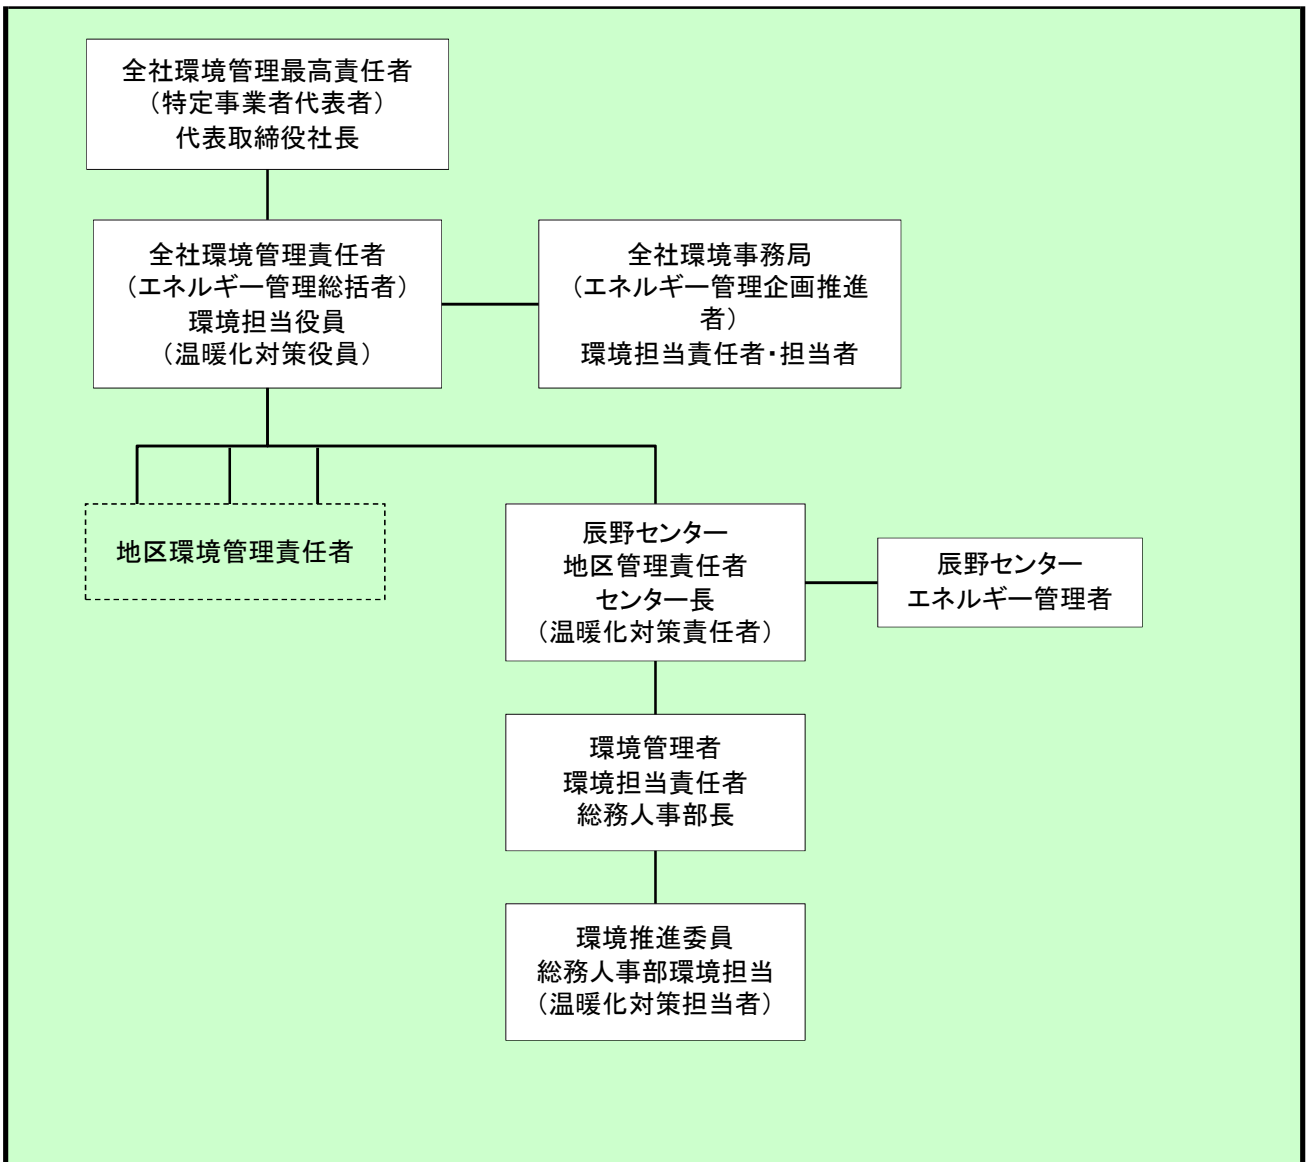 全社環境管理最高責任者
（特定事業者代表者）
代表取締役社長
全社環境管理責任者
（エネルギー管理総括者）
環境担当役員
（温暖化対策役員）
全社環境事務局
（エネルギー管理企画推進
者）
環境担当責任者・担当者
地区環境管理責任者
辰野センター
地区管理責任者
センター長
（温暖化対策責任者）
辰野センター
エネルギー管理者
環境管理者
環境担当責任者
総務人事部長
環境推進委員
総務人事部環境担当
（温暖化対策担当者）